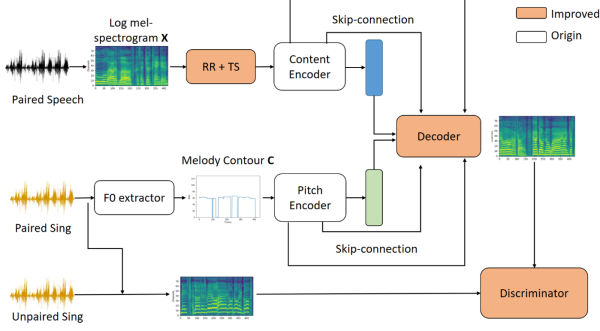 Log mel-
spectrogram X
Skip-connection
Improved
Origin
RR + TS
Content
Encoder
Paired Speech
Decoder
Melody Contour C
F0 extractor
Pitch
Encoder
Paired Sing
Skip-connection
Discriminator
Unpaired Sing